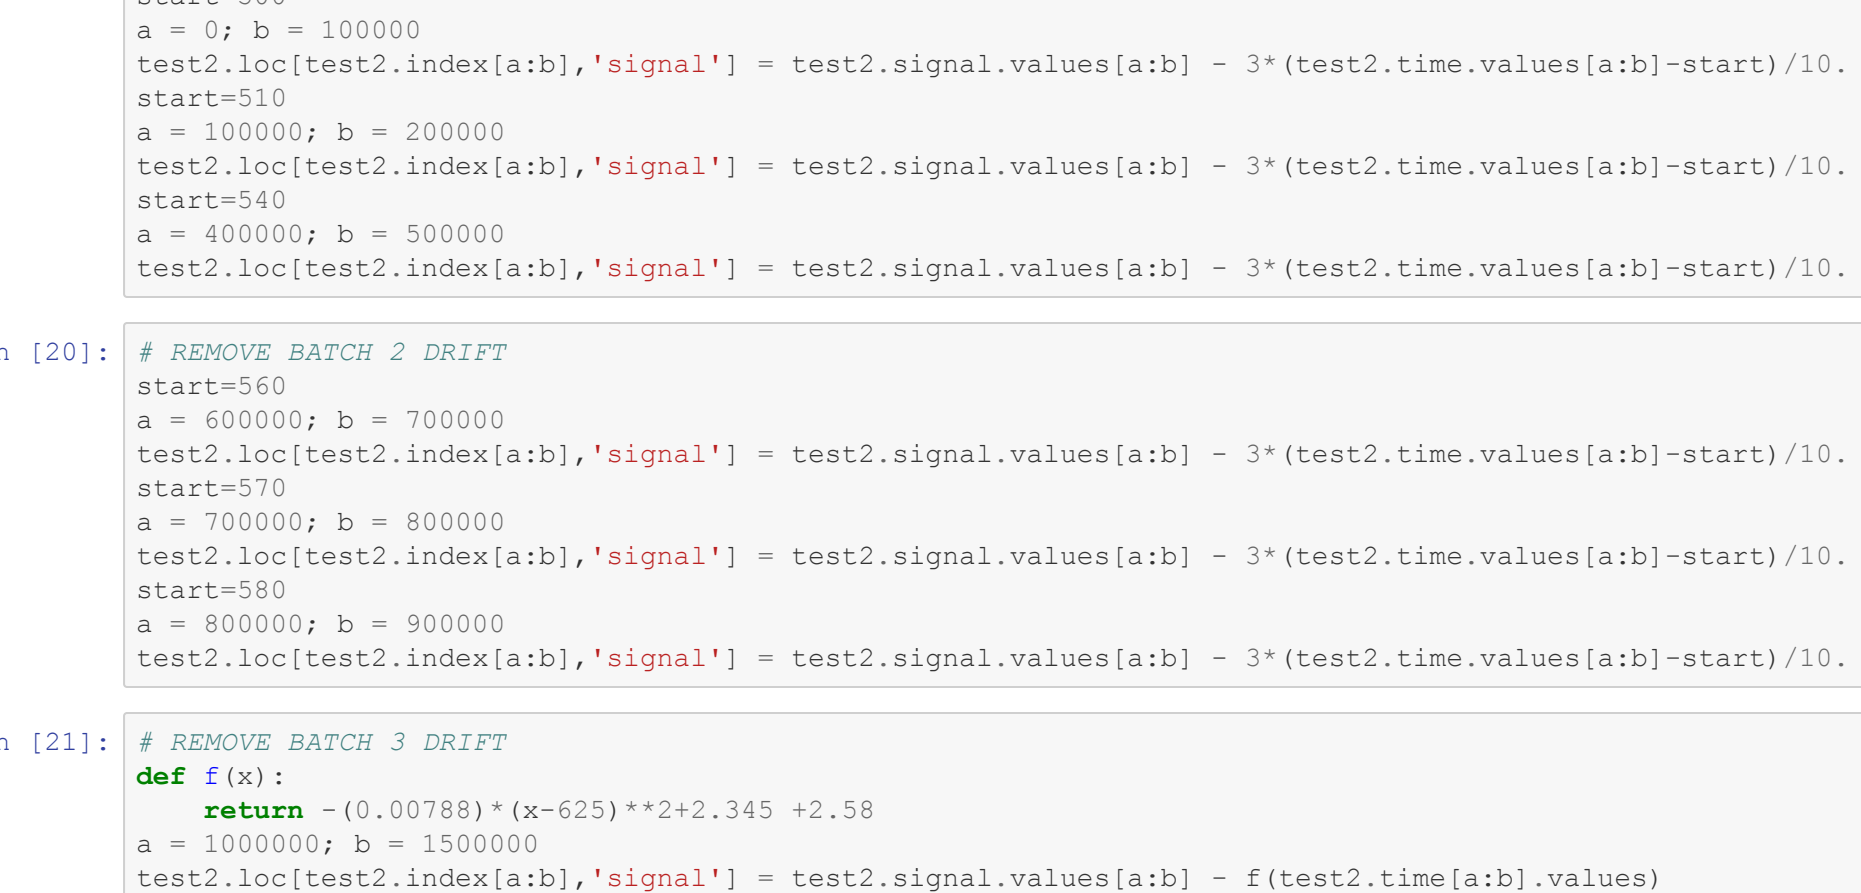 a = 0; b = 100000
test2.loc[test2.index[a:b],'signal'] = test2.signal.values[a:b] - 3*(test2.time.values[a:b]-start)/10.
start=510
a = 100000; b = 200000
test2.loc[test2.index[a:b],'signal'] = test2.signal.values[a:b] - 3*(test2.time.values[a:b]-start)/10.
start=540
a = 400000; b = 500000
test2.loc[test2.index[a:b],'signal'] = test2.signal.values[a:b] - 3*(test2.time.values[a:b]-start)/10.
n [20]: # REMOVE BATCH 2 DRIFT
start=560
a = 600000; b = 700000
test2.loc[test2.index[a:b],'signal'] = test2.signal.values[a:b] - 3*(test2.time.values[a:b]-start)/10.
start=570
a = 700000; b = 800000
test2.loc[test2.index[a:b],'signal'] = test2.signal.values[a:b] - 3*(test2.time.values[a:b]-start)/10.
start=580
a = 800000; b = 900000
test2.loc[test2.index[a:b],'signal'] = test2.signal.values[a:b] - 3*(test2.time.values[a:b]-start)/10.
n [21]: # REMOVE BATCH 3 DRIFT
def f(x):
    return -(0.00788)*(x-625)**2+2.345 +2.58
a = 1000000; b = 1500000
test2.loc[test2.index[a:b],'signal'] = test2.signal.values[a:b] - f(test2.time[a:b].values)